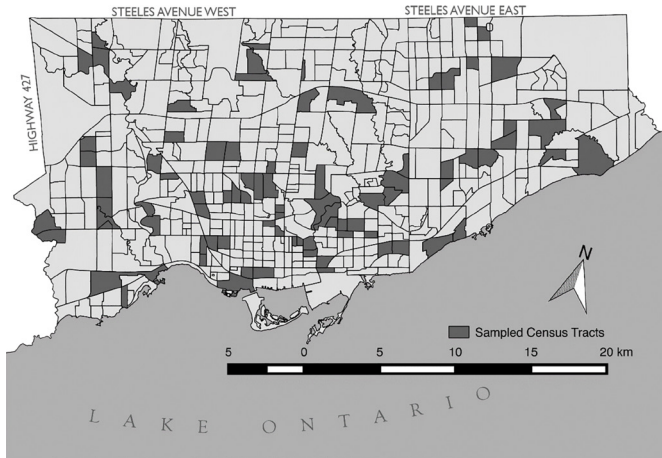 STEELES AVENUE WEST
STEELES AVENUE EAST
HIGHWAY 427
N
Sampled Census Tracts
5 0 5 10 15 20 km
LAKE ONTARIO